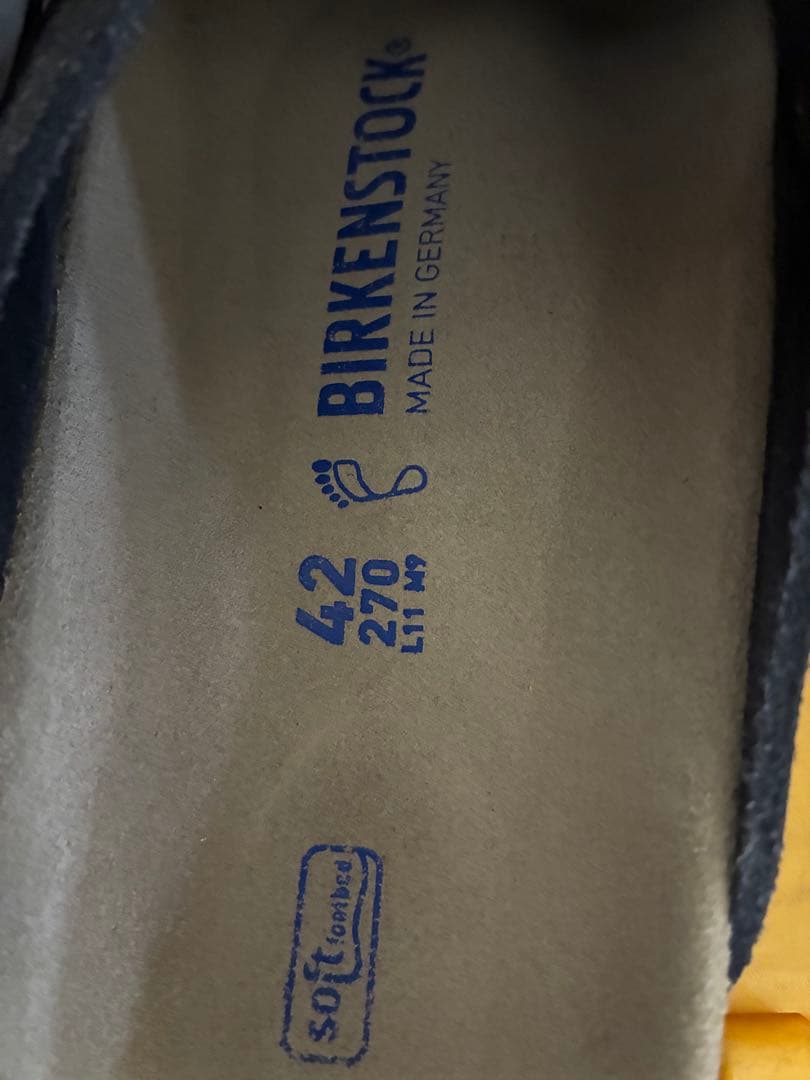 soft footbed
42
270
L11 M9
BIRKENSTOCK®
MADE IN GERMANY